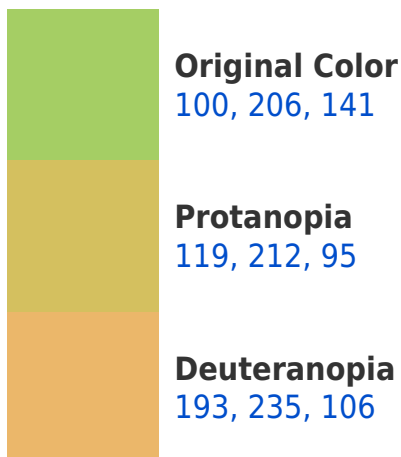 Original Color
100, 206, 141
Protanopia
119, 212, 95
Deuteranopia
193, 235, 106